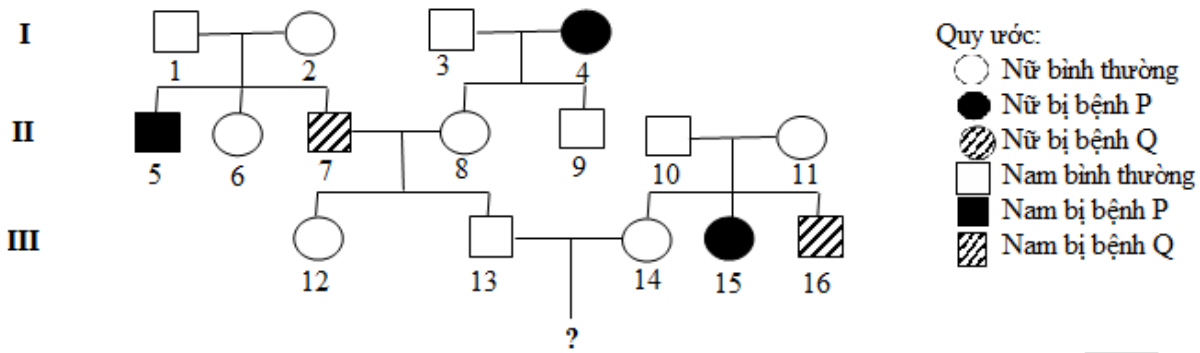 I
1
2
3
4
II
5
6
7
8
9
10
11
III
12
13
14
15
16
?
Quy ước:
Nữ bình thường
Nữ bị bệnh P
Nữ bị bệnh Q
Nam bình thường
Nam bị bệnh P
Nam bị bệnh Q